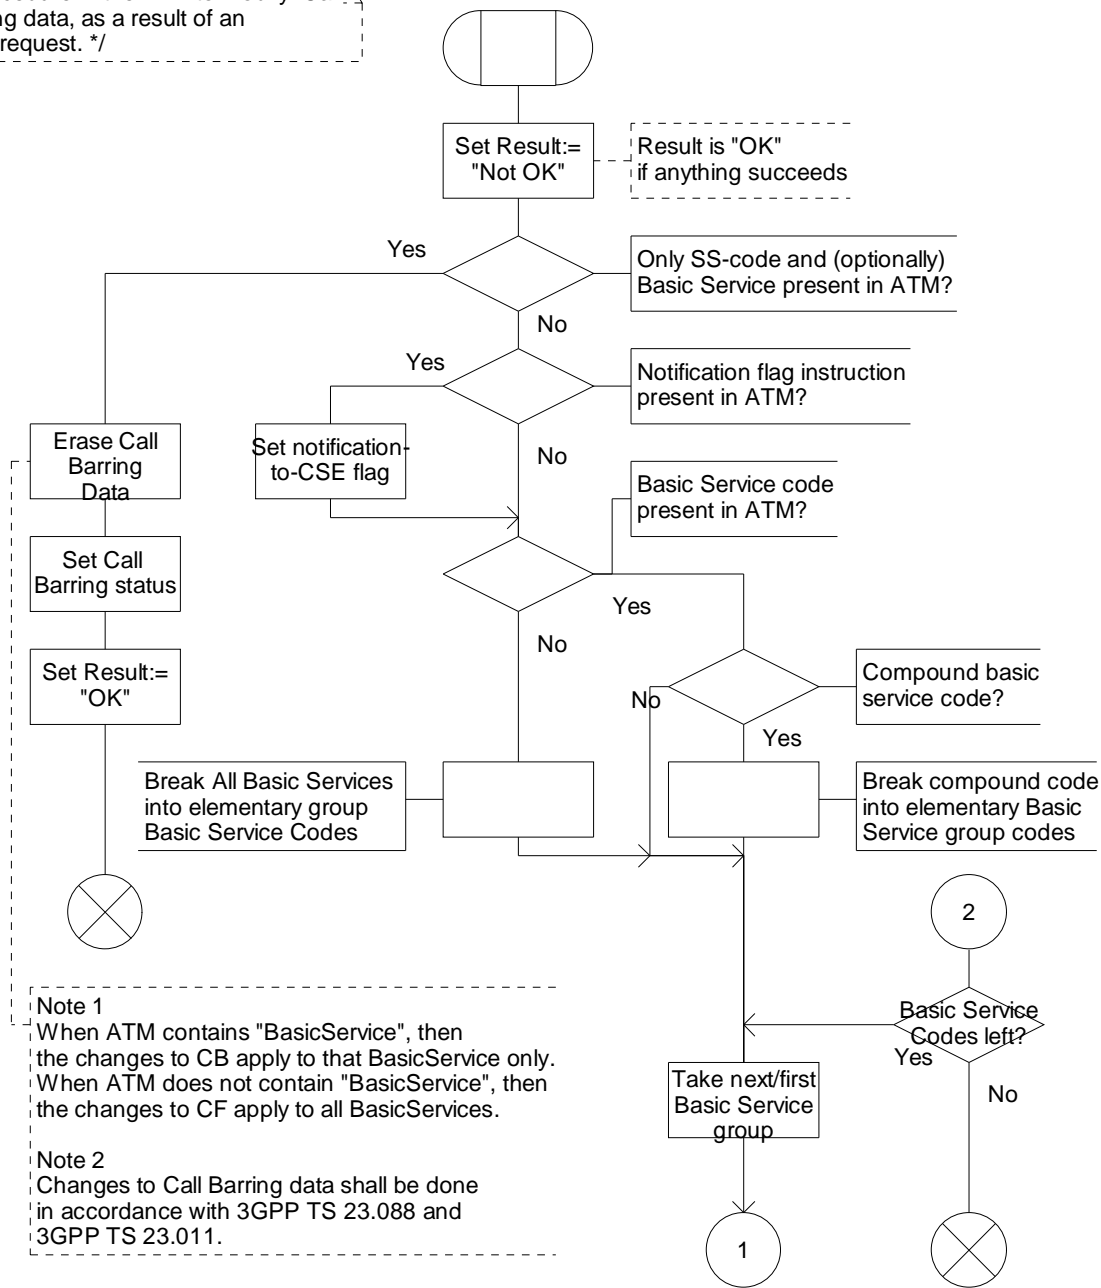 ng data, as a result of an
request. */
Set Result:=
"Not OK"
Result is "OK"
if anything succeeds
Yes
Only SS-code and (optionally)
Basic Service present in ATM?
No
Yes
Notification flag instruction
present in ATM?
Erase Call
Barring
Data
Set notification-
to-CSE flag
No
Basic Service code
present in ATM?
Set Call
Barring status
Yes
No
Set Result:=
"OK"
No
Compound basic
service code?
Yes
Break All Basic Services
into elementary group
Basic Service Codes
Break compound code
into elementary Basic
Service group codes
2
Note 1
When ATM contains "BasicService", then
the changes to CB apply to that BasicService only.
When ATM does not contain "BasicService", then
the changes to CF apply to all BasicServices.
Basic Service
Codes left?
Yes
Take next/first
Basic Service
group
No
Note 2
Changes to Call Barring data shall be done
in accordance with 3GPP TS 23.088 and
3GPP TS 23.011.
1